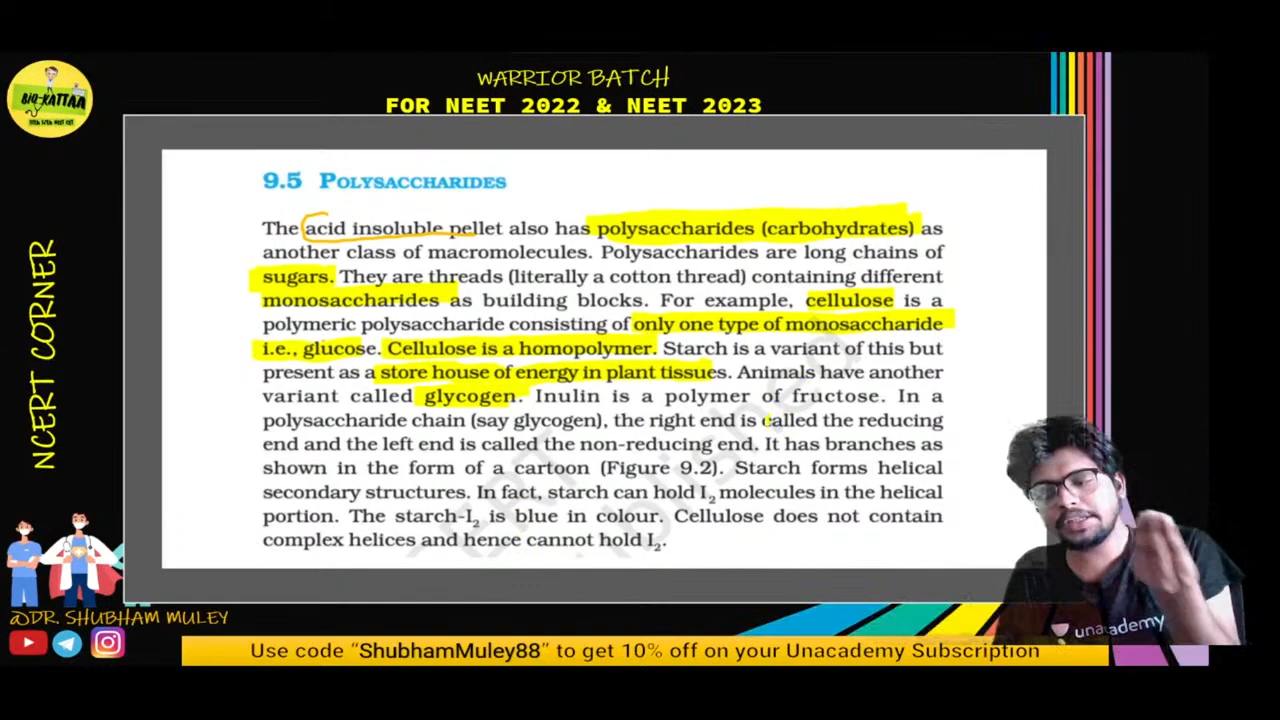 WARRIOR BATCH
FOR NEET 2022 & NEET 2023
BIO-KATTAA
NCERT CORNER
9.5 POLYSACCHARIDES
The acid insoluble pellet also has polysaccharides (carbohydrates) as
another class of macromolecules. Polysaccharides are long chains of
sugars. They are threads (literally a cotton thread) containing different
monosaccharides as building blocks. For example, cellulose is a
polymeric polysaccharide consisting of only one type of monosaccharide
i.e., glucose. Cellulose is a homopolymer. Starch is a variant of this but
present as a store house of energy in plant tissues. Animals have another
variant called glycogen. Inulin is a polymer of fructose. In a
polysaccharide chain (say glycogen), the right end is called the reducing
end and the left end is called the non-reducing end. It has branches as
shown in the form of a cartoon (Figure 9.2). Starch forms helical
secondary structures. In fact, starch can hold I₂ molecules in the helical
portion. The starch-I₂ is blue in colour. Cellulose does not contain
complex helices and hence cannot hold I₂.
@DR. SHUBHAM MULEY
unacademy
Use code “ShubhamMuley88” to get 10% off on your Unacademy Subscription